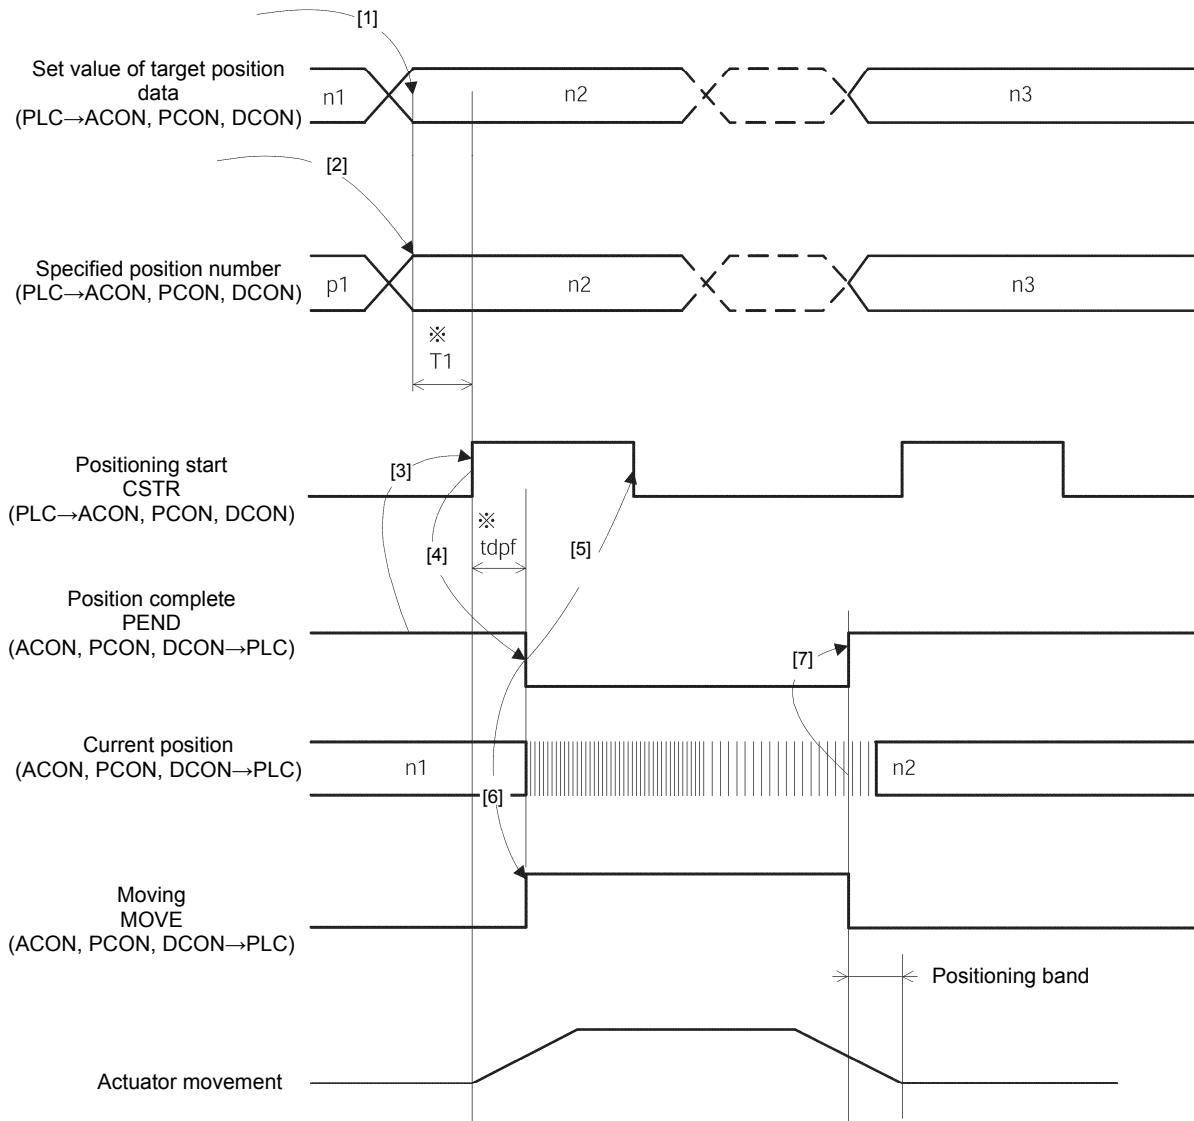 [1]
Set value of target position
data
(PLC→ACON, PCON, DCON)
n1
n2
n3
[2]
Specified position number
(PLC→ACON, PCON, DCON)
p1
n2
n3
※
T1
Positioning start
CSTR
(PLC→ACON, PCON, DCON)
[3]
※
tdpf
[4]
[5]
Position complete
PEND
(ACON, PCON, DCON→PLC)
[7]
Current position
(ACON, PCON, DCON→PLC)
n1
n2
[6]
Moving
MOVE
(ACON, PCON, DCON→PLC)
Positioning band
Actuator movement